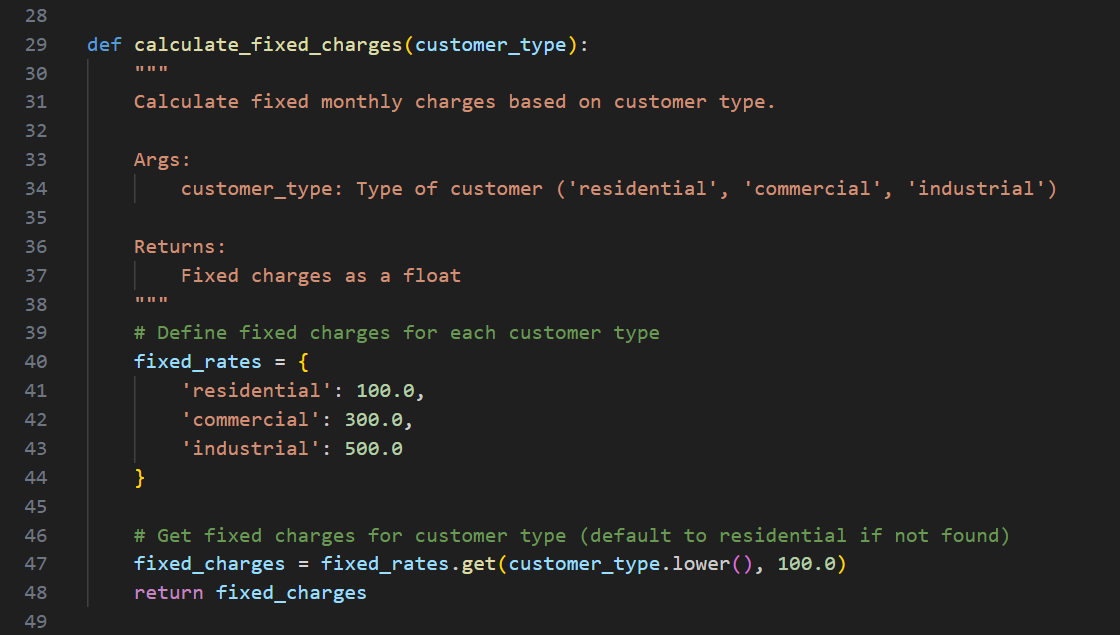 28
29 def calculate_fixed_charges(customer_type):
30     """
31     Calculate fixed monthly charges based on customer type.
32
33     Args:
34         customer_type: Type of customer ('residential', 'commercial', 'industrial')
35
36     Returns:
37         Fixed charges as a float
38     """
39     # Define fixed charges for each customer type
40     fixed_rates = {
41         'residential': 100.0,
42         'commercial': 300.0,
43         'industrial': 500.0
44     }
45
46     # Get fixed charges for customer type (default to residential if not found)
47     fixed_charges = fixed_rates.get(customer_type.lower(), 100.0)
48     return fixed_charges
49